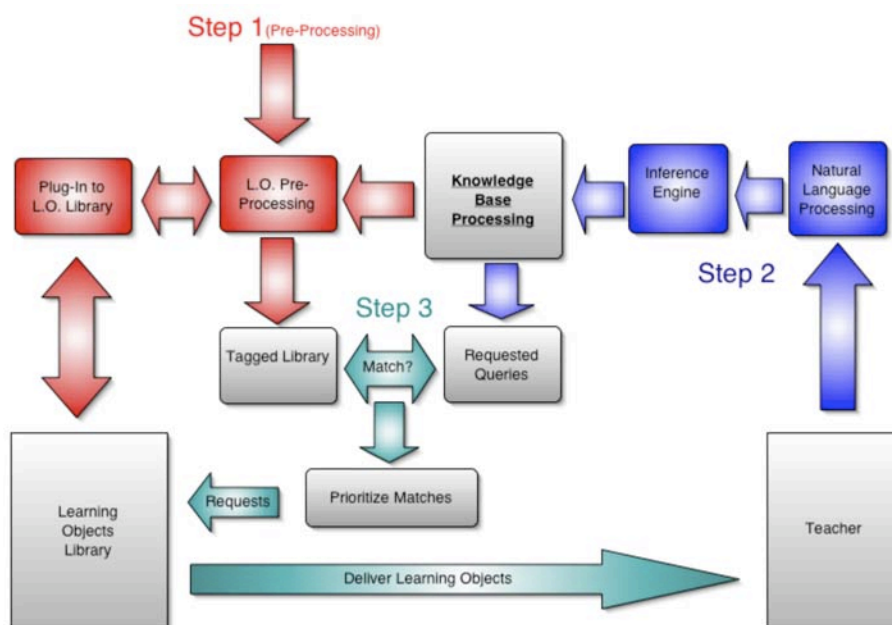 Step 1 (Pre-Processing)
Plug-In to
L.O. Library
L.O. Pre-
Processing
Knowledge
Base
Processing
Inference
Engine
Natural
Language
Processing
Step 2
Step 3
Tagged Library
Match?
Requested
Queries
Learning
Objects
Library
Requests
Prioritize Matches
Teacher
Deliver Learning Objects